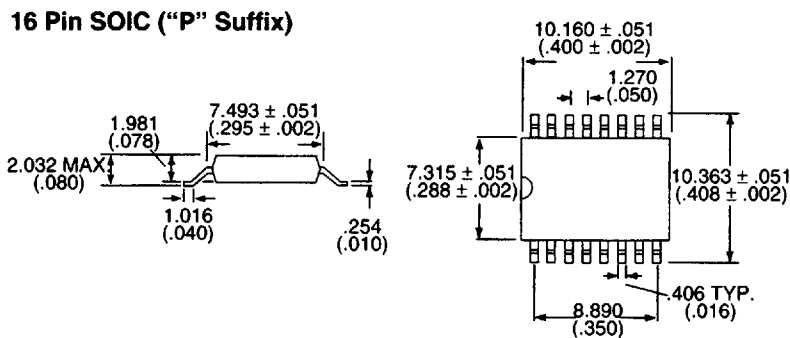 16 Pin SOIC (“P” Suffix)
10.160 ± .051
(.400 ± .002)
1.270
(.050)
1.981
(.078)
7.493 ± .051
(.295 ± .002)
2.032 MAX
(.080)
7.315 ± .051
(.288 ± .002)
10.363 ± .051
(.408 ± .002)
1.016
(.040)
.254
(.010)
.406 TYP.
(.016)
8.890
(.350)